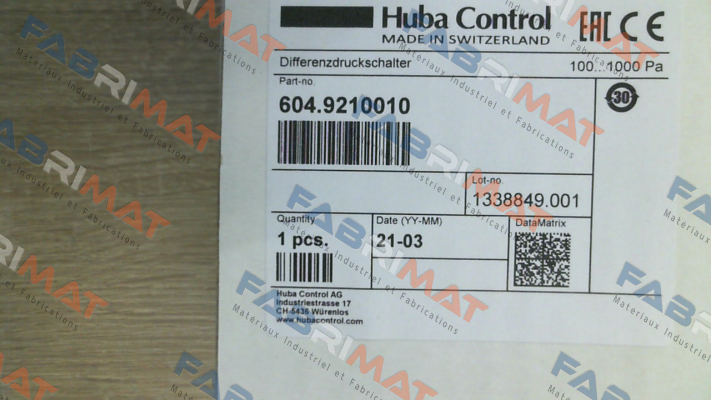 Huba Control
MADE IN SWITZERLAND
EAC CE
Differenzdruckschalter 100...1000 Pa
Part-no.
604.9210010
30
Lot-no
1338849.001
Quantity
1 pcs.
Date (YY-MM)
21-03
DataMatrix
Huba Control AG
Industriestrasse 17
CH-5436 Würenlos
www.hubacontrol.com
FABRIMAT
Matériaux Industriel et Fabrications